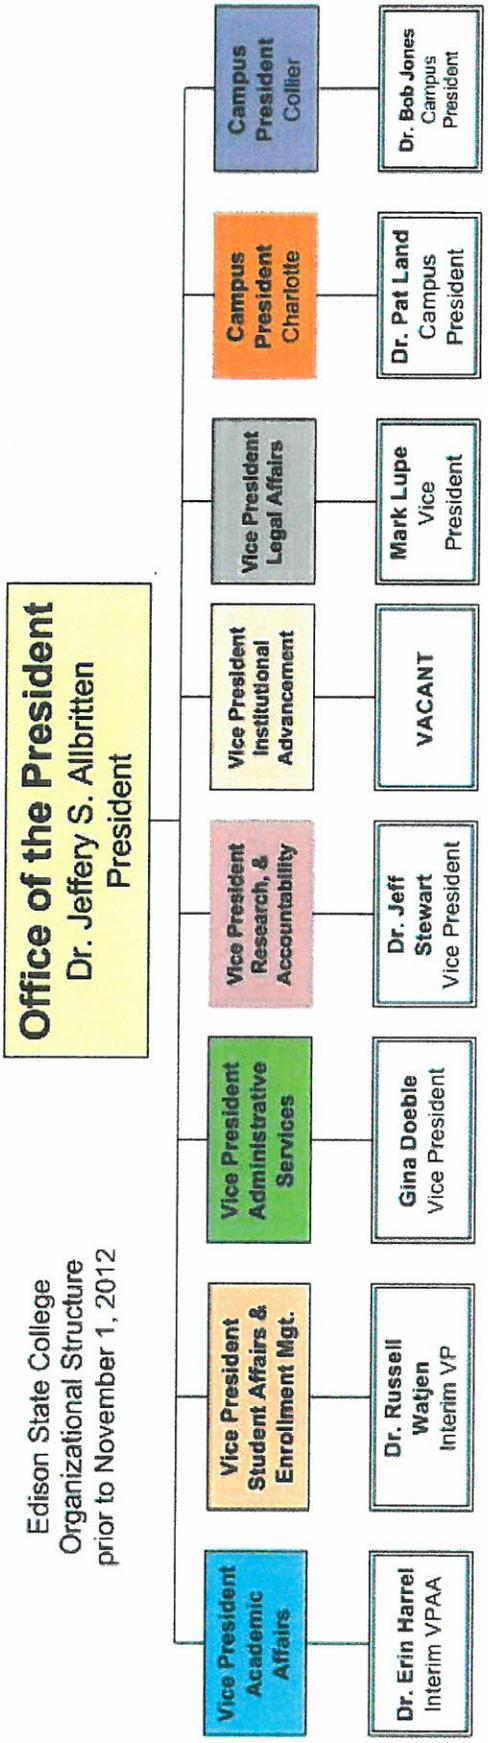 Edison State College
Organizational Structure
prior to November 1, 2012
Office of the President
Dr. Jeffery S. Allbritten
President
Vice President
Academic
Affairs
Dr. Erin Harrel
Interim VPAA
Vice President
Student Affairs &
Enrollment Mgt.
Dr. Russell
Watjen
Interim VP
Vice President
Administrative
Services
Gina Doeble
Vice President
Vice President
Research, &
Accountability
Dr. Jeff
Stewart
Vice President
Vice President
Institutional
Advancement
VACANT
Vice President
Legal Affairs
Mark Lupe
Vice
President
Campus
President
Charlotte
Dr. Pat Land
Campus
President
Campus
President
Collier
Dr. Bob Jones
Campus
President